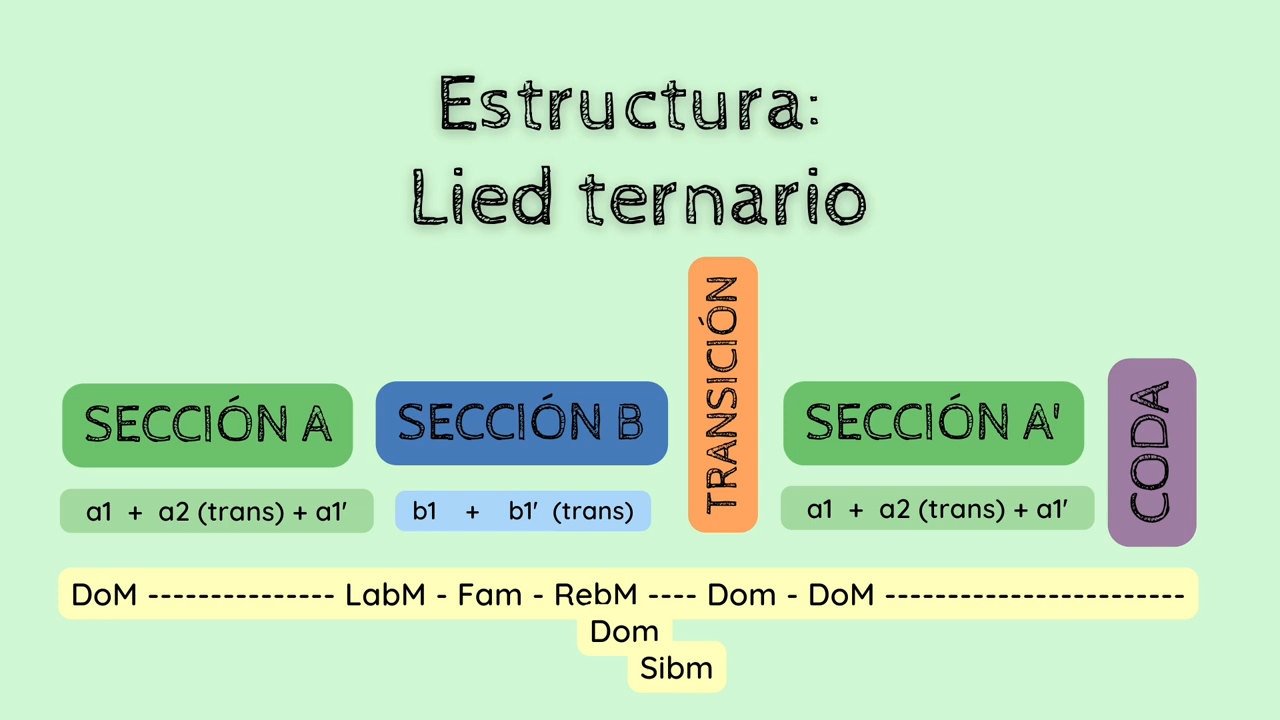 Estructura:
Lied ternario
SECCIÓN A
SECCIÓN B
TRANSICIÓN
SECCIÓN A'
CODA
a1 + a2 (trans) + a1'
b1 + b1' (trans)
a1 + a2 (trans) + a1'
DoM --------------- LabM - Fam - RebM ---- Dom - DoM ------------------------
Dom
Sibm